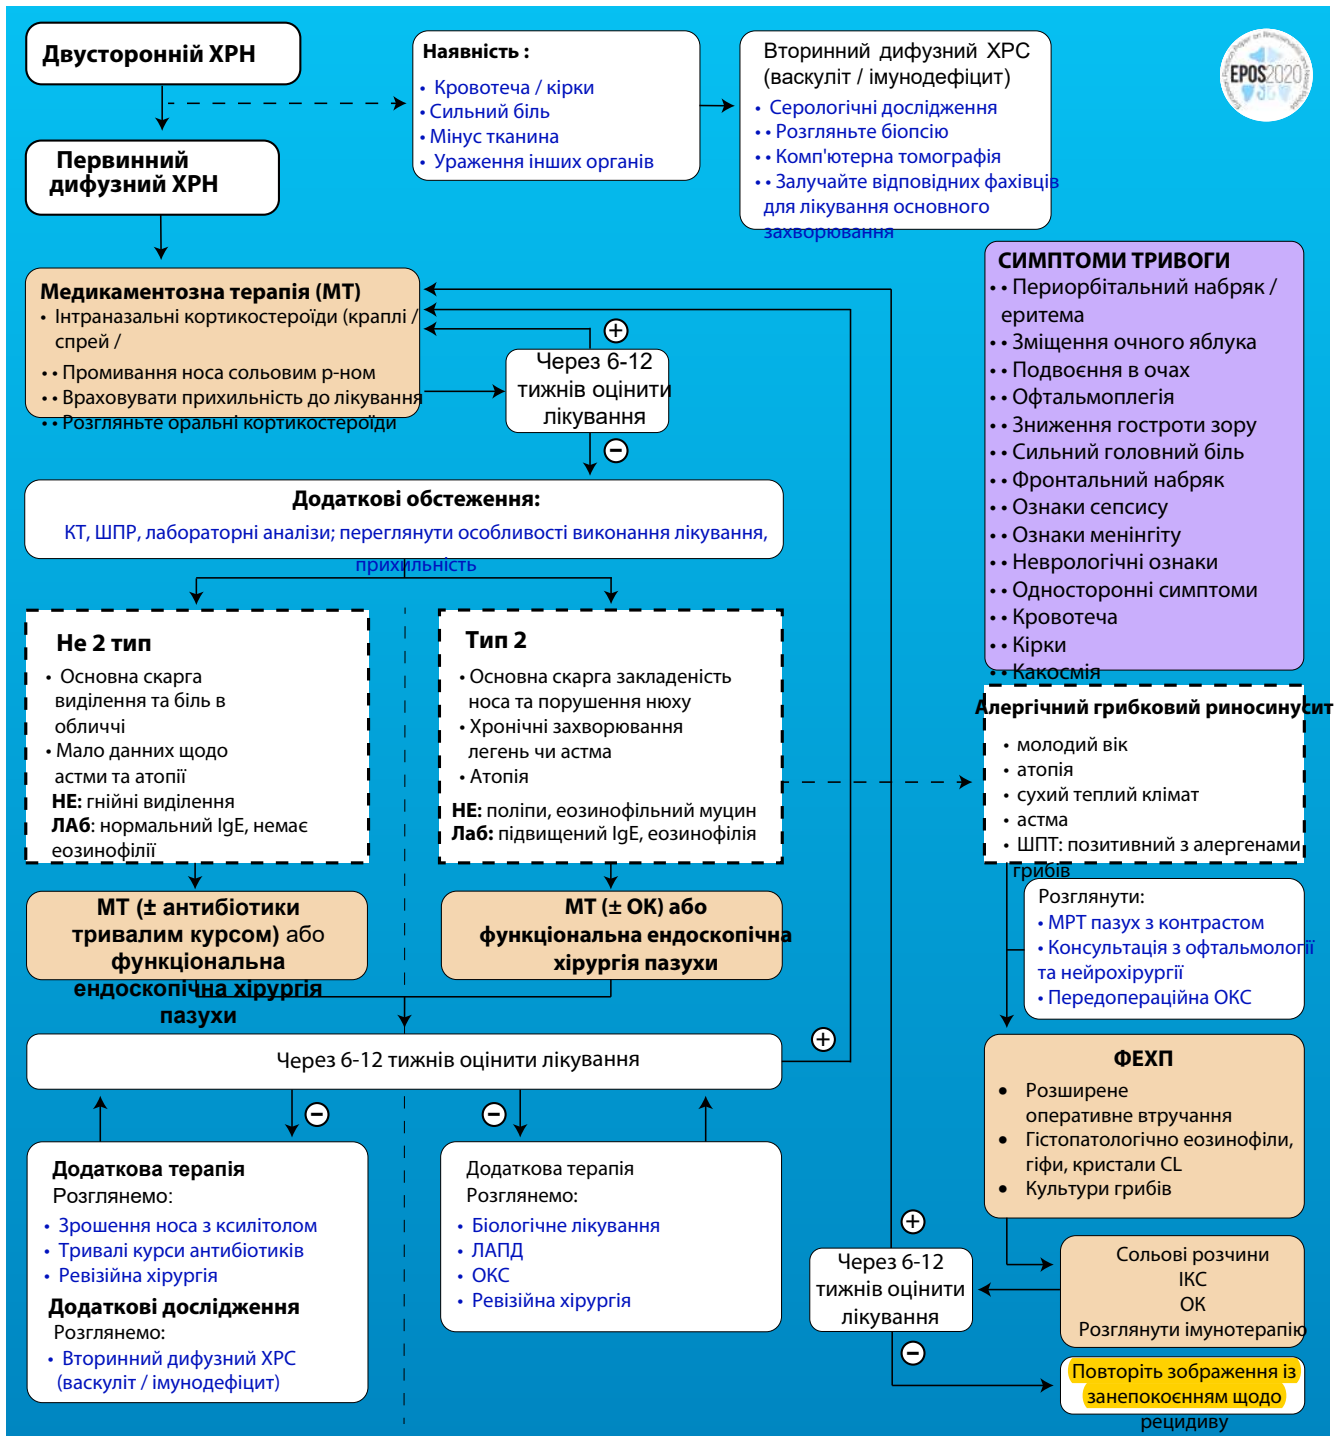 Двусторонній ХРН
Наявність :
• Кровотеча / кірки
• Сильний біль
• Мінус тканина
• Ураження інших органів
Вторинний дифузний ХРС
(васкуліт / імунодефіцит)
• Серологічні дослідження
• • Розгляньте біопсію
• • Комп'ютерна томографія
• • Залучайте відповідних фахівців
для лікування основного
захворювання
EPOS2020
Первинний
дифузний ХРН
Медикаментозна терапія (МТ)
• Інтраназальні кортикостероїди (краплі /
спрей /
• • Промивання носа сольовим р-ном
• • Враховувати прихильність до лікування
• • Розгляньте оральні кортикостероїди
+
Через 6-12
тижнів оцінити
лікування
−
СИМПТОМИ ТРИВОГИ
• • Периорбітальний набряк /
еритема
• • Зміщення очного яблука
• • Подвоєння в очах
• • Офтальмоплегія
• • Зниження гостроти зору
• • Сильний головний біль
• • Фронтальний набряк
• • Ознаки сепсису
• • Ознаки менінгіту
• • Неврологічні ознаки
• • Односторонні симптоми
• • Кровотеча
• • Кірки
• • Какосмія
Додаткові обстеження:
КТ, ШПР, лабораторні аналізи; переглянути особливості виконання лікування,
прихильність
Не 2 тип
• Основна скарга
виділення та біль в
обличчі
• Мало данних щодо
астми та атопії
НЕ: гнійні виділення
ЛАб: нормальний IgE, немає
еозинофілії
Тип 2
• Основна скарга закладеність
носа та порушення нюху
• Хронічні захворювання
легень чи астма
• Атопія
НЕ: поліпи, еозинофільний муцин
Лаб: підвищений IgE, еозинофілія
Алергічний грибковий риносинусит
• молодий вік
• атопія
• сухий теплий клімат
• астма
• ШПТ: позитивний з алергенами
грибів
МТ (± антибіотики
тривалим курсом) або
функціональна
ендоскопічна хірургія
пазухи
МТ (± ОК) або
функціональна ендоскопічна
хірургія пазухи
Розглянути:
• МРТ пазух з контрастом
• Консультація з офтальмології
та нейрохірургії
• Передопераційна ОКС
Через 6-12 тижнів оцінити лікування
+
−
−
ФЕХП
• Розширене
оперативне втручання
• Гістопатологічно еозинофіли,
гіфи, кристали CL
• Культури грибів
Додаткова терапія
Розглянемо:
• Зрошення носа з ксилітолом
• Тривалі курси антибіотиків
• Ревізійна хірургія
Додаткові дослідження
Розглянемо:
• Вторинний дифузний ХРС
(васкуліт / імунодефіцит)
Додаткова терапія
Розглянемо:
• Біологічне лікування
• ЛАПД
• ОКС
• Ревізійна хірургія
+
Через 6-12
тижнів оцінити
лікування
−
Сольові розчини
ІКС
ОК
Розглянути імунотерапію
Повторіть зображення із
занепокоєнням щодо
рецидиву